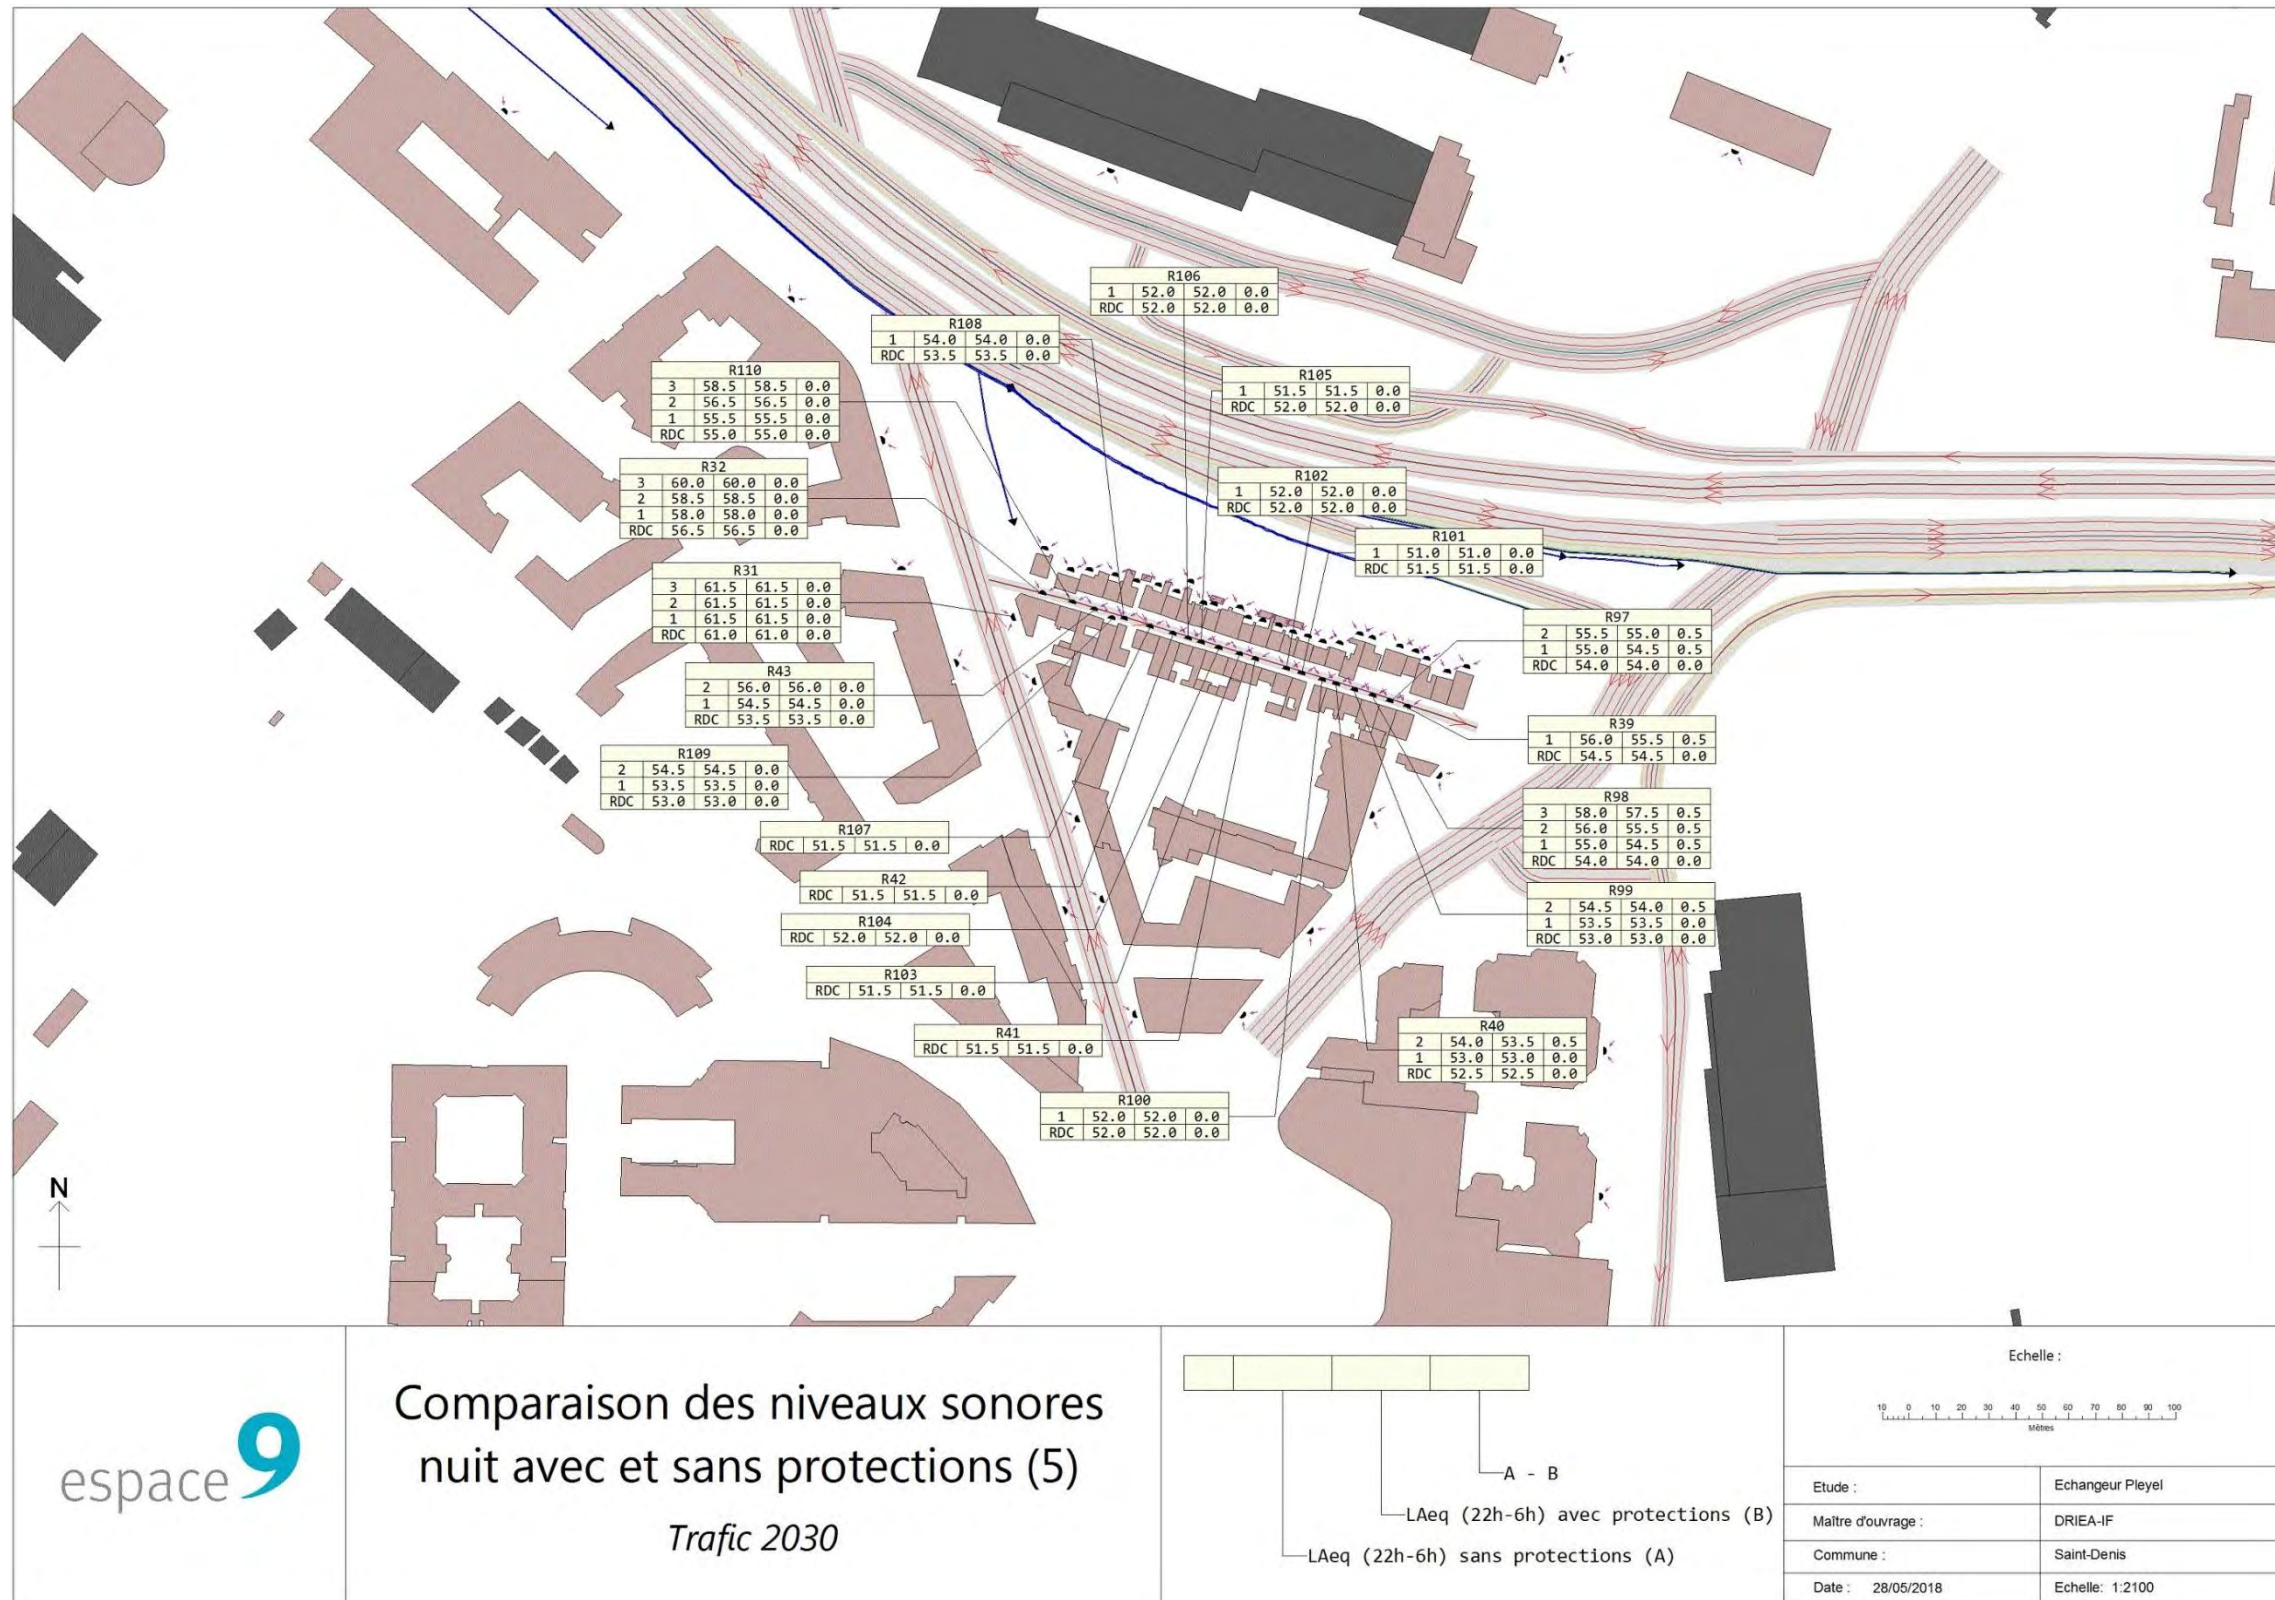 R106
1 52.0 52.0 0.0
RDC 52.0 52.0 0.0
R108
1 54.0 54.0 0.0
RDC 53.5 53.5 0.0
R110
3 58.5 58.5 0.0
2 56.5 56.5 0.0
1 55.5 55.5 0.0
RDC 55.0 55.0 0.0
R105
1 51.5 51.5 0.0
RDC 52.0 52.0 0.0
R32
3 60.0 60.0 0.0
2 58.5 58.5 0.0
1 58.0 58.0 0.0
RDC 56.5 56.5 0.0
R102
1 52.0 52.0 0.0
RDC 52.0 52.0 0.0
R101
1 51.0 51.0 0.0
RDC 51.5 51.5 0.0
R31
3 61.5 61.5 0.0
2 61.5 61.5 0.0
1 61.5 61.5 0.0
RDC 61.0 61.0 0.0
R97
2 55.5 55.0 0.5
1 55.0 54.5 0.5
RDC 54.0 54.0 0.0
R43
2 56.0 56.0 0.0
1 54.5 54.5 0.0
RDC 53.5 53.5 0.0
R39
1 56.0 55.5 0.5
RDC 54.5 54.5 0.0
R109
2 54.5 54.5 0.0
1 53.5 53.5 0.0
RDC 53.0 53.0 0.0
R98
3 58.0 57.5 0.5
2 56.0 55.5 0.5
1 55.0 54.5 0.5
RDC 54.0 54.0 0.0
R107
RDC 51.5 51.5 0.0
R42
RDC 51.5 51.5 0.0
R99
2 54.5 54.0 0.5
1 53.5 53.5 0.0
RDC 53.0 53.0 0.0
R104
RDC 52.0 52.0 0.0
R103
RDC 51.5 51.5 0.0
R41
RDC 51.5 51.5 0.0
R40
2 54.0 53.5 0.5
1 53.0 53.0 0.0
RDC 52.5 52.5 0.0
R100
1 52.0 52.0 0.0
RDC 52.0 52.0 0.0
N
espace 9
Comparaison des niveaux sonores
nuit avec et sans protections (5)
Trafic 2030
A - B
LAeq (22h-6h) avec protections (B)
LAeq (22h-6h) sans protections (A)
Echelle :
10 0 10 20 30 40 50 60 70 80 90 100
Mètres
Etude : Echangeur Pleyel
Maître d'ouvrage : DRIEA-IF
Commune : Saint-Denis
Date : 28/05/2018 Echelle: 1:2100